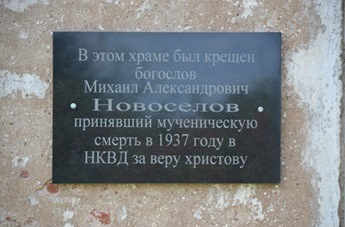 В этом храме был крещен
богослов
Михаил Александрович
Новоселов
принявший мученическую
смерть в 1937 году в
НКВД за веру христову